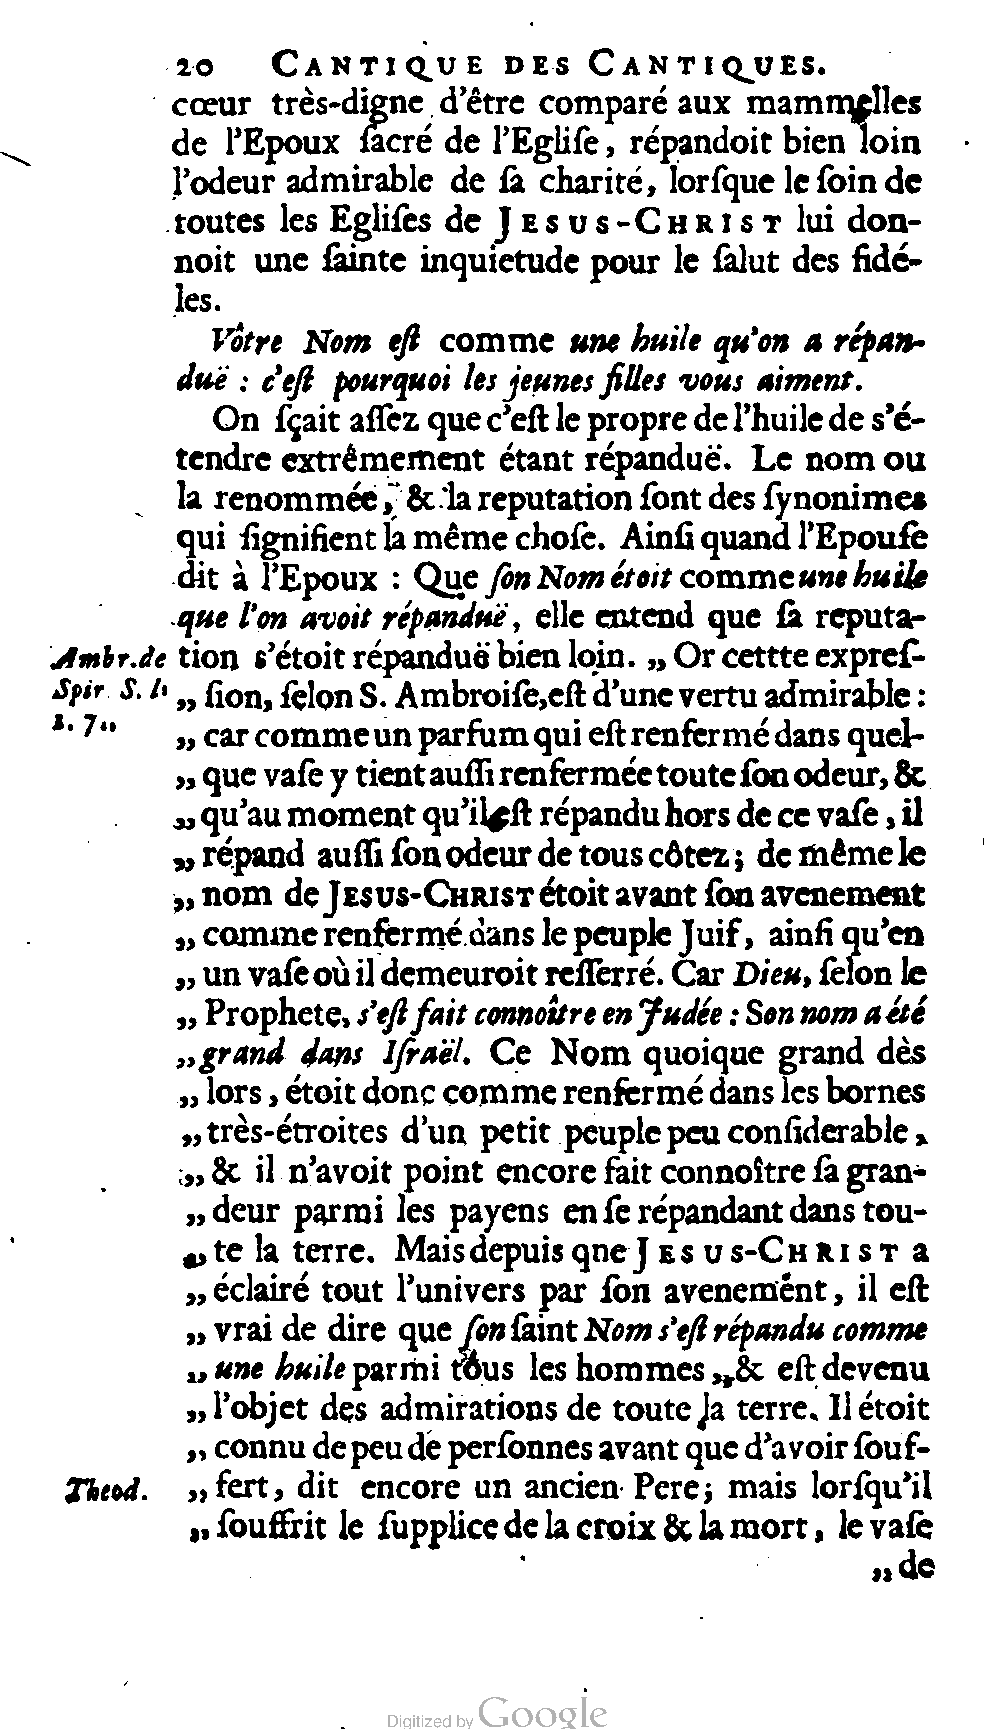 20 CANTIQUE DES CANTIQUES.
cœur très-digne d'être comparé aux mammelles
de l'Epoux ſacré de l'Egliſe, répandoit bien loin
l'odeur admirable de ſa charité, lorſque le ſoin de
toutes les Egliſes de JESUS-CHRIST lui don-
noit une ſainte inquietude pour le ſalut des fidé-
les.
Vôtre Nom eſt comme une huile qu'on a répan-
duë : c'eſt pourquoi les jeunes filles vous aiment.
On ſçait aſſez que c'eſt le propre de l'huile de s'é-
tendre extrêmement étant répanduë. Le nom ou
la renommée, & la reputation ſont des ſynonimes
qui ſignifient la même choſe. Ainſi quand l'Epouſe
dit à l'Epoux : Que ſon Nom étoit comme une huile
que l'on avoit répanduë, elle entend que ſa reputa-
Ambr. de tion s'étoit répanduë bien loin. „ Or cettte expreſ-
Spir. S. l. „ ſion, ſelon S. Ambroiſe, eſt d'une vertu admirable :
1. 7. „ car comme un parfum qui eſt renfermé dans quel-
„ que vaſe y tient auſſi renfermée toute ſon odeur, &
„ qu'au moment qu'il eſt répandu hors de ce vaſe, il
„ répand auſſi ſon odeur de tous côtez ; de même le
„ nom de JESUS-CHRIST étoit avant ſon avenement
„ comme renfermé dans le peuple Juif, ainſi qu'en
„ un vaſe où il demeuroit reſſerré. Car Dieu, ſelon le
„ Prophete, s'eſt fait connoître en Judée : Son nom a été
„ grand dans Iſraël. Ce Nom quoique grand dès
„ lors, étoit donc comme renfermé dans les bornes
„ très-étroites d'un petit peuple peu conſiderable,
„ & il n'avoit point encore fait connoître ſa gran-
„ deur parmi les payens en ſe répandant dans tou-
„ te la terre. Mais depuis qne JESUS-CHRIST a
„ éclairé tout l'univers par ſon avenement, il eſt
„ vrai de dire que ſon ſaint Nom s'eſt répandu comme
„ une huile parmi tous les hommes, & eſt devenu
„ l'objet des admirations de toute la terre. Il étoit
„ connu de peu de perſonnes avant que d'avoir ſouf-
Theod. „ fert, dit encore un ancien Pere ; mais lorſqu'il
„ ſouffrit le ſupplice de la croix & la mort, le vaſe
„ de
Digitized by Google